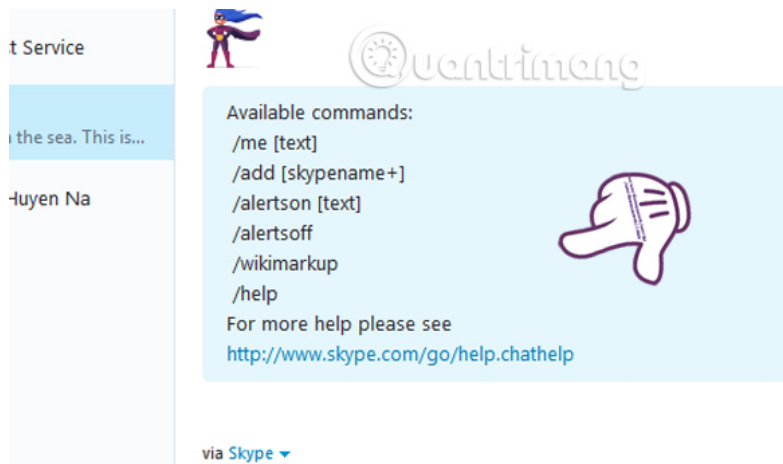 t Service
the sea. This is...
Huyen Na
Quantrimang
Available commands:
/me [text]
/add [skypename+]
/alertson [text]
/alertsoff
/wikimarkup
/help
For more help please see
http://www.skype.com/go/help.chathelp
via Skype